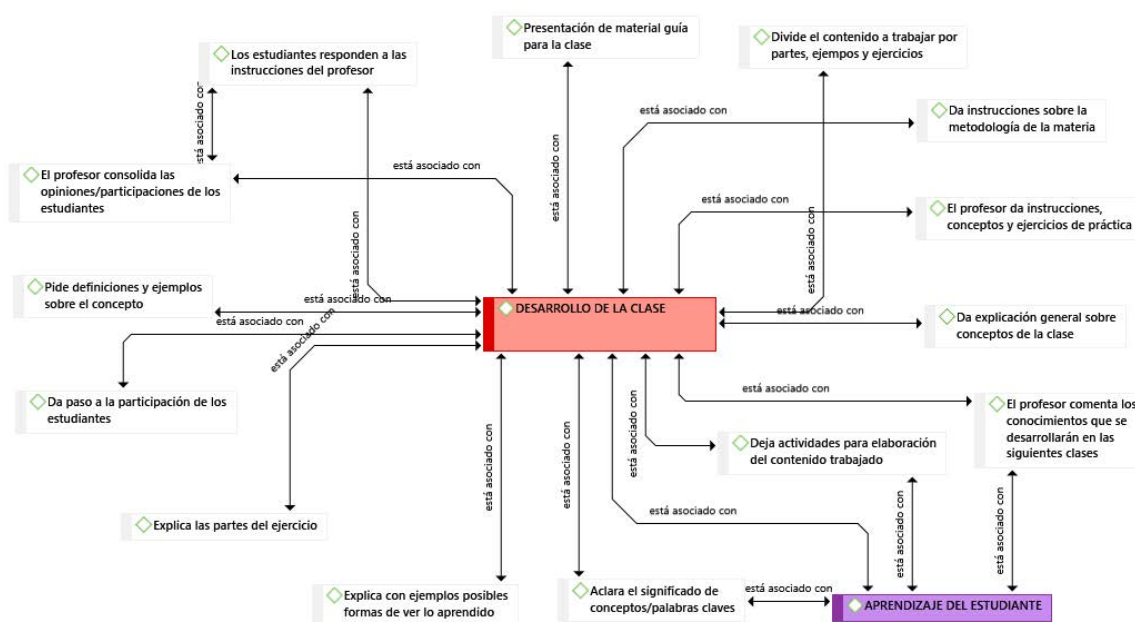 Presentación de material guía
para la clase
Divide el contenido a trabajar por
partes, ejempos y ejercicios
Los estudiantes responden a las
instrucciones del profesor
está asociado con
Da instrucciones sobre la
metodología de la materia
está asociado con
está asociado con
está asociado con
está asociado con
El profesor consolida las
opiniones/participaciones de los
estudiantes
está asociado con
El profesor da instrucciones,
conceptos y ejercicios de práctica
está asociado con
Pide definiciones y ejemplos
sobre el concepto
está asociado con
está asociado con
DESARROLLO DE LA CLASE
está asociado con
Da explicación general sobre
conceptos de la clase
está asociado con
está asociado con
Da paso a la participación de los
estudiantes
El profesor comenta los
conocimientos que se
desarrollarán en las
siguientes clases
Deja actividades para elaboración
del contenido trabajado
está asociado con
está asociado con
está asociado con
está asociado con
está asociado con
está asociado con
Explica las partes del ejercicio
Explica con ejemplos posibles
formas de ver lo aprendido
Aclara el significado de
conceptos/palabras claves
está asociado con
APRENDIZAJE DEL ESTUDIANTE